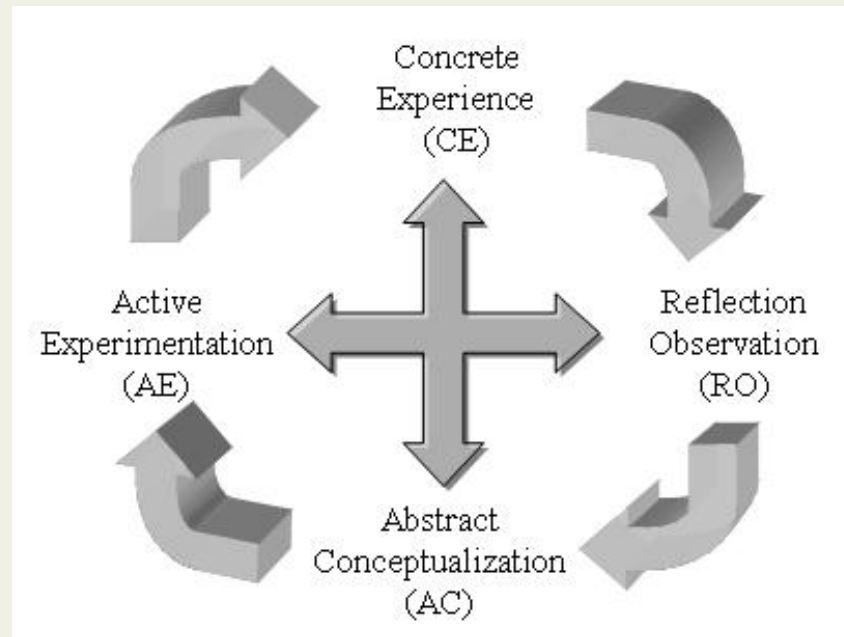 Concrete
Experience
(CE)
Active
Experimentation
(AE)
Reflection
Observation
(RO)
Abstract
Conceptualization
(AC)